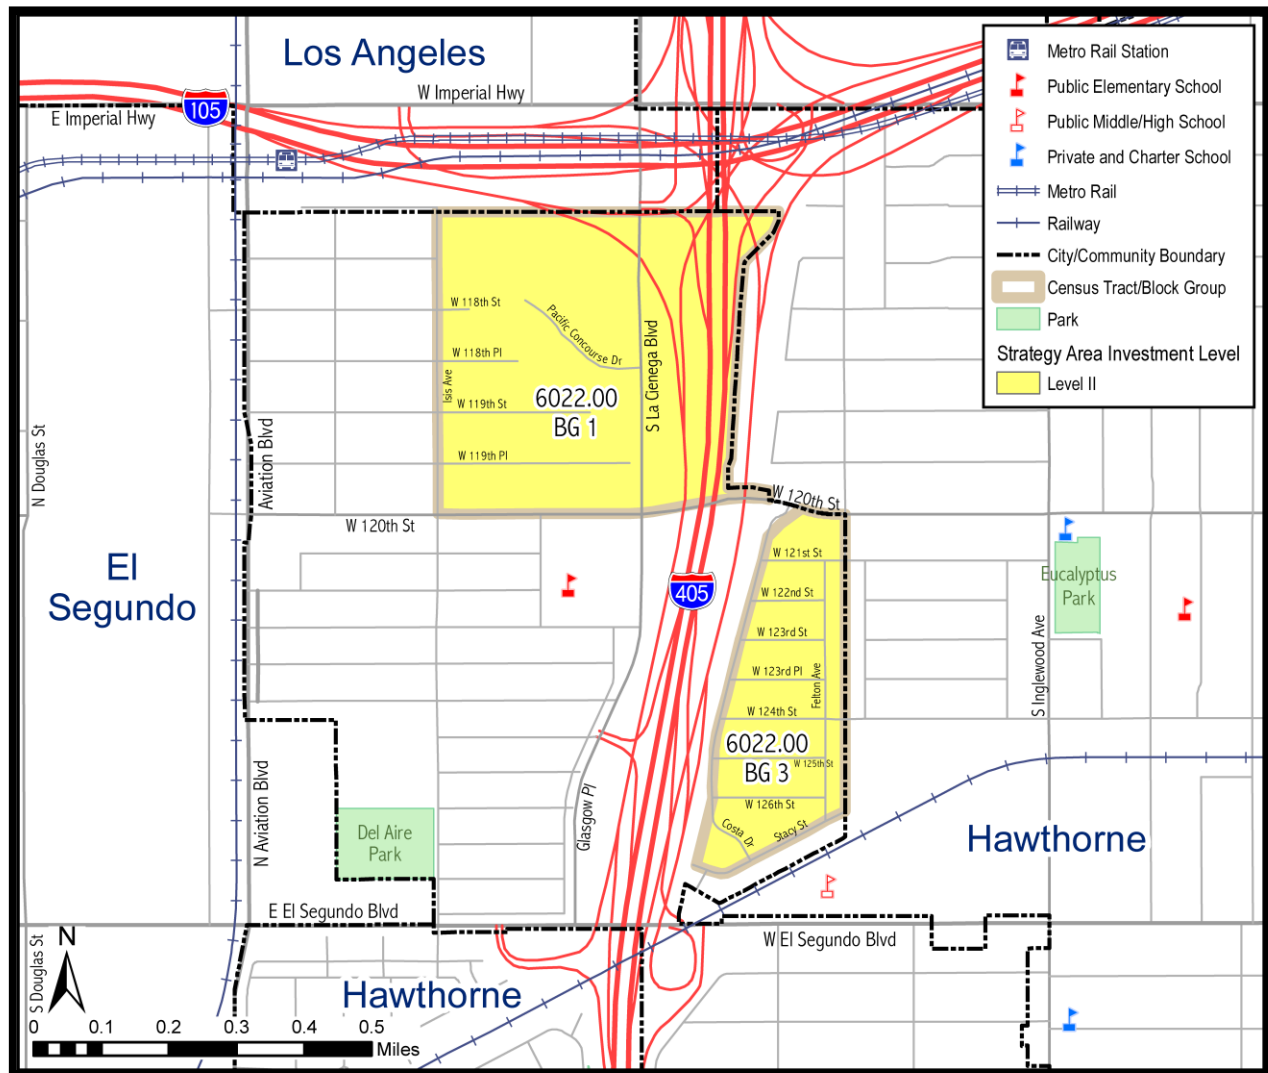 Los Angeles
W Imperial Hwy
E Imperial Hwy
105
Metro Rail Station
Public Elementary School
Public Middle/High School
Private and Charter School
Metro Rail
Railway
City/Community Boundary
Census Tract/Block Group
Park
Strategy Area Investment Level
Level II
W 118th St
Pacific Concourse Dr
W 118th Pl
Isis Ave
W 119th St
6022.00
BG 1
S La Cienega Blvd
W 119th Pl
N Douglas St
Aviation Blvd
W 120th St
W 120th St
El
Segundo
405
W 121st St
W 122nd St
W 123rd St
W 123rd Pl
Felton Ave
W 124th St
6022.00
BG 3
W 125th St
W 126th St
Costa Dr
Stacy St
Eucalyptus
Park
S Inglewood Ave
N Aviation Blvd
Del Aire
Park
Glasgow Pl
Hawthorne
E El Segundo Blvd
W El Segundo Blvd
S Douglas St
N
Hawthorne
0 0.1 0.2 0.3 0.4 0.5
Miles